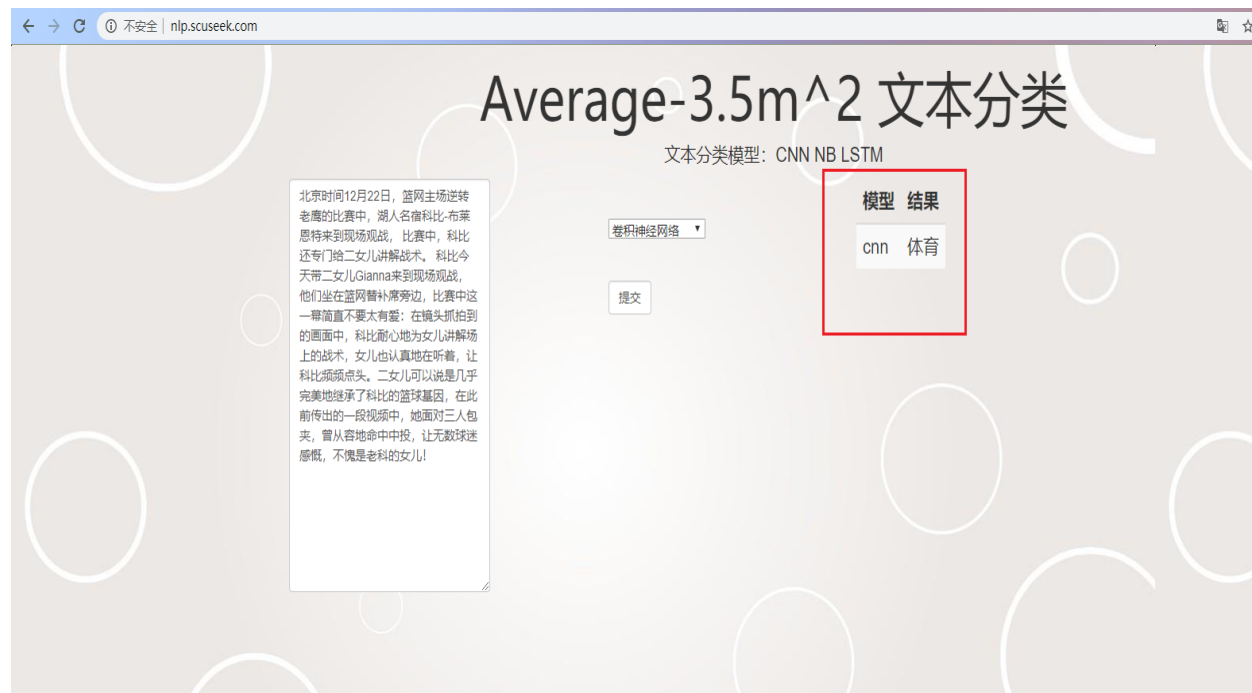 不安全 | nlp.scuseek.com
Average-3.5m^2 文本分类
文本分类模型：CNN NB LSTM
北京时间12月22日，篮网主场逆转
老鹰的比赛中，湖人名宿科比-布莱
恩特来到现场观战， 比赛中，科比
还专门给二女儿讲解战术。 科比今
天带二女儿Gianna来到现场观战，
他们坐在篮网替补席旁边，比赛中这
一幕简直不要太有爱：在镜头抓拍到
的画面中，科比耐心地为女儿讲解场
上的战术，女儿也认真地在听着，让
科比频频点头。二女儿可以说是几乎
完美地继承了科比的篮球基因，在此
前传出的一段视频中，她面对三人包
夹，曾从容地命中中投，让无数球迷
感慨，不愧是老科的女儿！
卷积神经网络
提交
模型 结果
cnn 体育